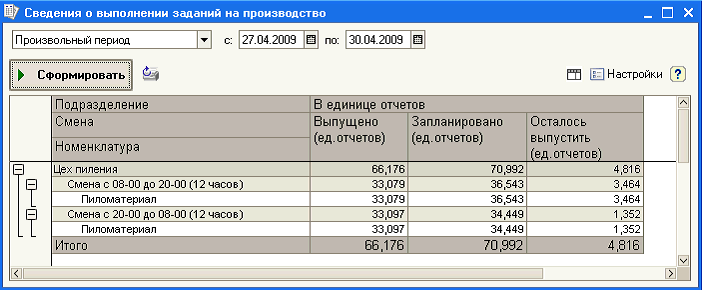 Сведения о выполнении заданий на производство
Произвольный период с: 27.04.2009 по: 30.04.2009
Сформировать Настройки ?
Подразделение В единице отчетов
Смена Выпущено (ед.отчетов) Запланировано (ед.отчетов) Осталось выпустить (ед.отчетов)
Номенклатура
Цех пиления 66,176 70,992 4,816
Смена с 08-00 до 20-00 (12 часов) 33,079 36,543 3,464
Пиломатериал 33,079 36,543 3,464
Смена с 20-00 до 08-00 (12 часов) 33,097 34,449 1,352
Пиломатериал 33,097 34,449 1,352
Итого 66,176 70,992 4,816